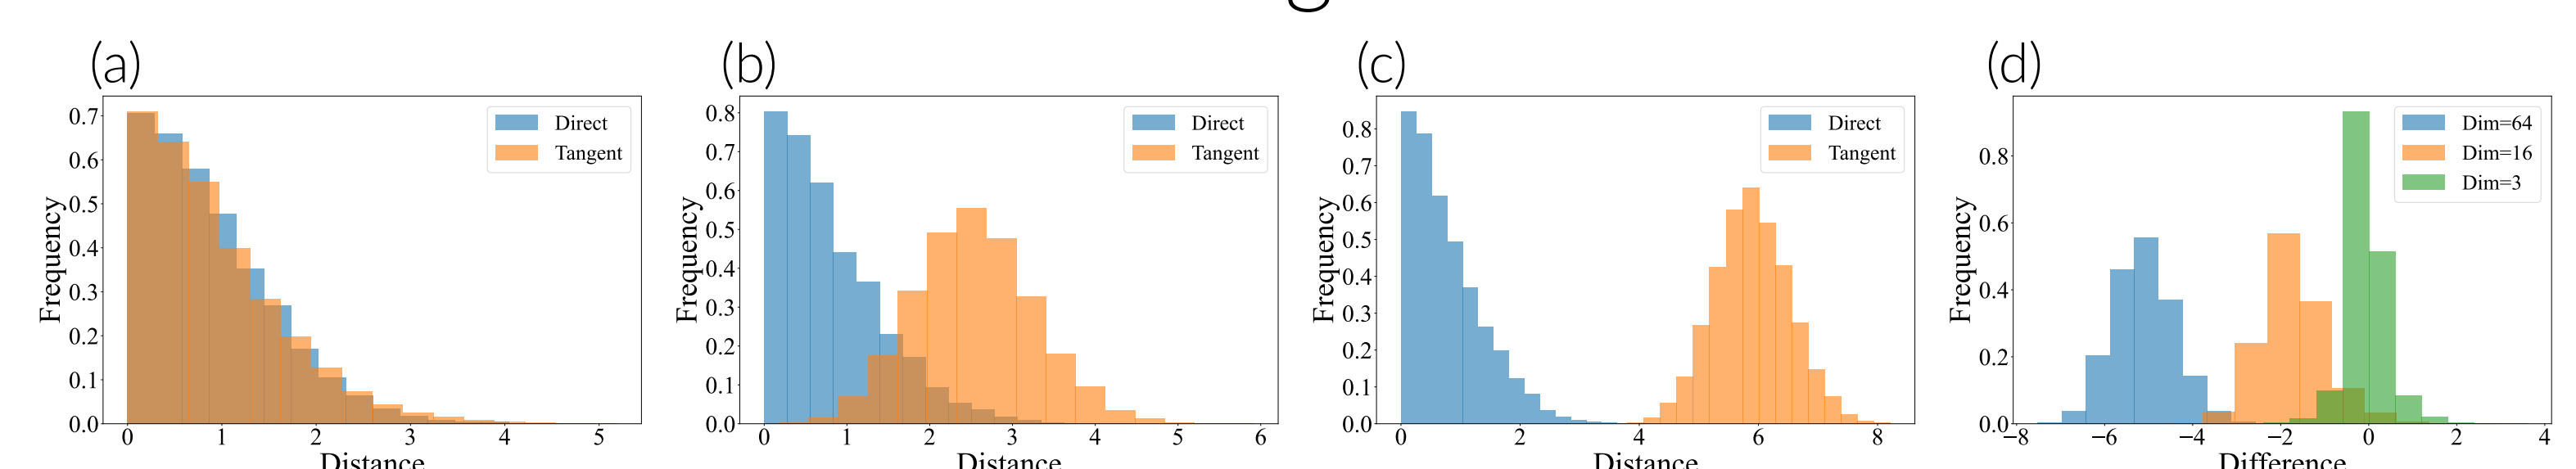 (a)
0.7
0.6
0.5
0.4
0.3
0.2
0.1
0.0
Frequency
Direct
Tangent
0 1 2 3 4 5
Distance
(b)
0.8
0.7
0.6
0.5
0.4
0.3
0.2
0.1
0.0
Frequency
Direct
Tangent
0 1 2 3 4 5 6
Distance
(c)
0.8
0.7
0.6
0.5
0.4
0.3
0.2
0.1
0.0
Frequency
Direct
Tangent
0 2 4 6 8
Distance
(d)
0.8
0.6
0.4
0.2
0.0
Frequency
Dim=64
Dim=16
Dim=3
−8 −6 −4 −2 0 2 4
Difference